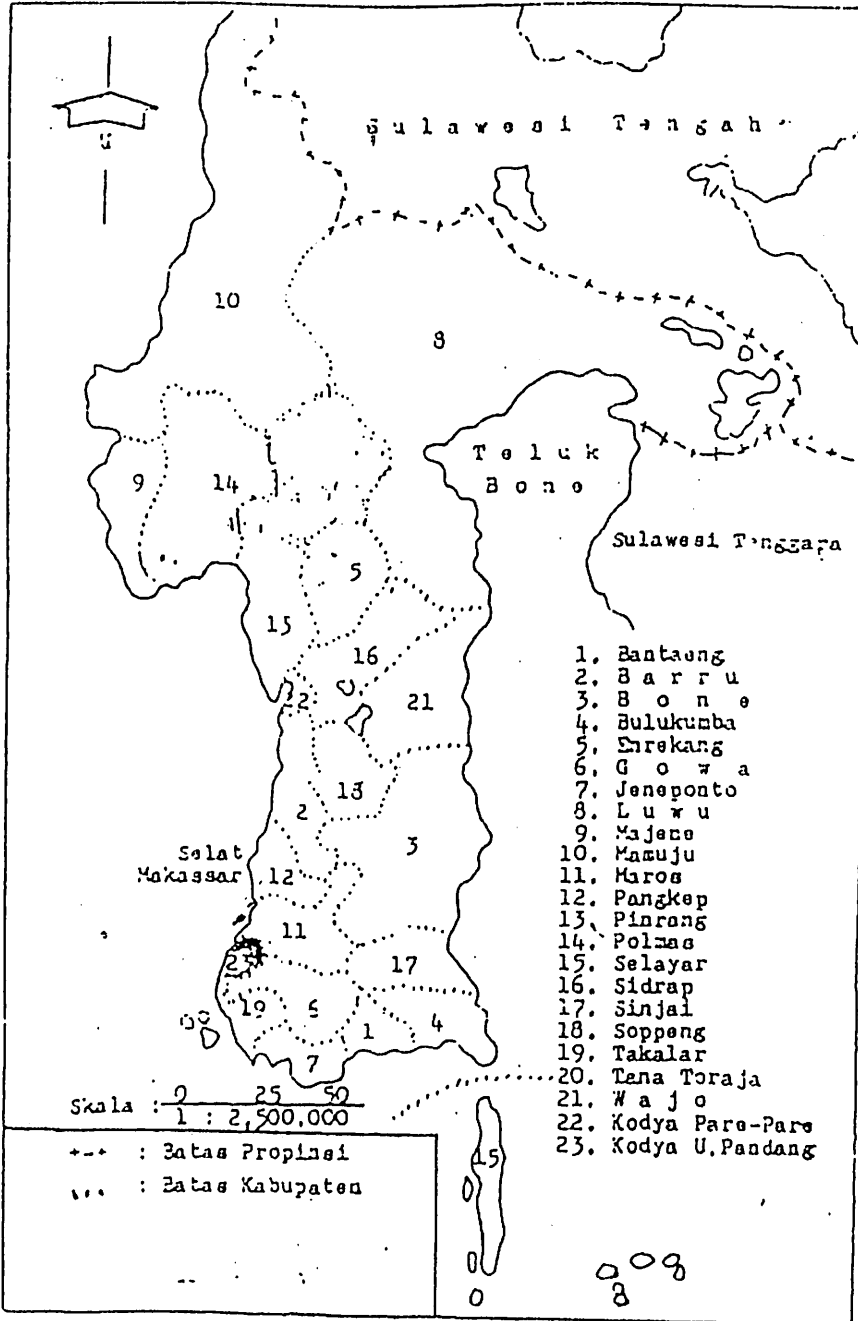 U
Sulawesi Tengah
10
8
Teluk
Bone
9
14
Sulawesi Tenggara
5
15
16
21
13
2
3
Selat
Makassar
12
11
17
19
6
1
4
7
15
1. Bantaeng
2. Barru
3. Bone
4. Bulukumba
5. Enrekang
6. Gowa
7. Jeneponto
8. Luwu
9. Majene
10. Mamuju
11. Maros
12. Pangkep
13. Pinrang
14. Polmas
15. Selayar
16. Sidrap
17. Sinjai
18. Soppeng
19. Takalar
20. Tana Toraja
21. Wajo
22. Kodya Pare-Pare
23. Kodya U.Pandang
Skala : 0 25 50
1 : 2,500,000
+-+ : Batas Propinsi
... : Batas Kabupaten